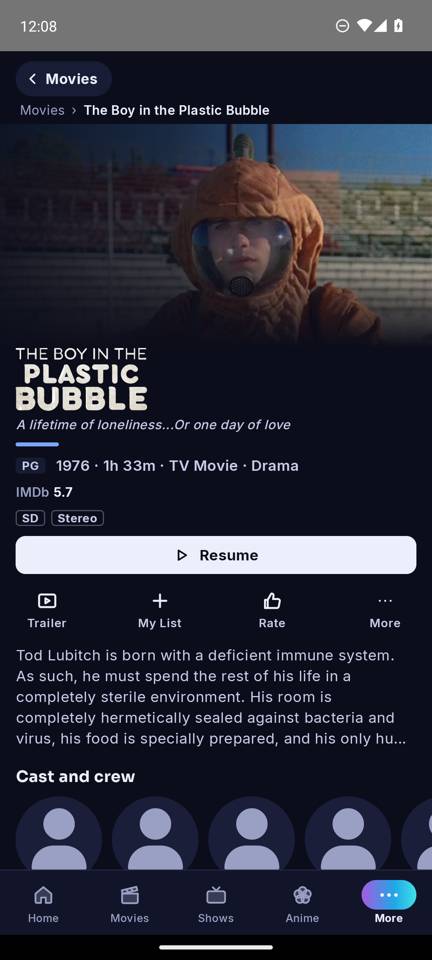 12:08
Movies
Movies › The Boy in the Plastic Bubble
THE BOY IN THE
PLASTIC
BUBBLE
A lifetime of loneliness...Or one day of love
PG 1976 · 1h 33m · TV Movie · Drama
IMDb 5.7
SD Stereo
Resume
Trailer My List Rate More
Tod Lubitch is born with a deficient immune system.
As such, he must spend the rest of his life in a
completely sterile environment. His room is
completely hermetically sealed against bacteria and
virus, his food is specially prepared, and his only hu...
Cast and crew
Home Movies Shows Anime More